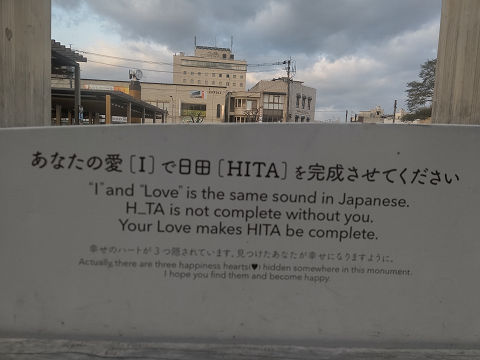 あなたの愛［I］で日田［HITA］を完成させてください
"I" and "Love" is the same sound in Japanese.
H_TA is not complete without you.
Your Love makes HITA be complete.
幸せのハートが３つ隠されています。見つけたあなたが幸せになりますように。
Actually, there are three happiness hearts(♥) hidden somewhere in this monument.
I hope you find them and become happy.